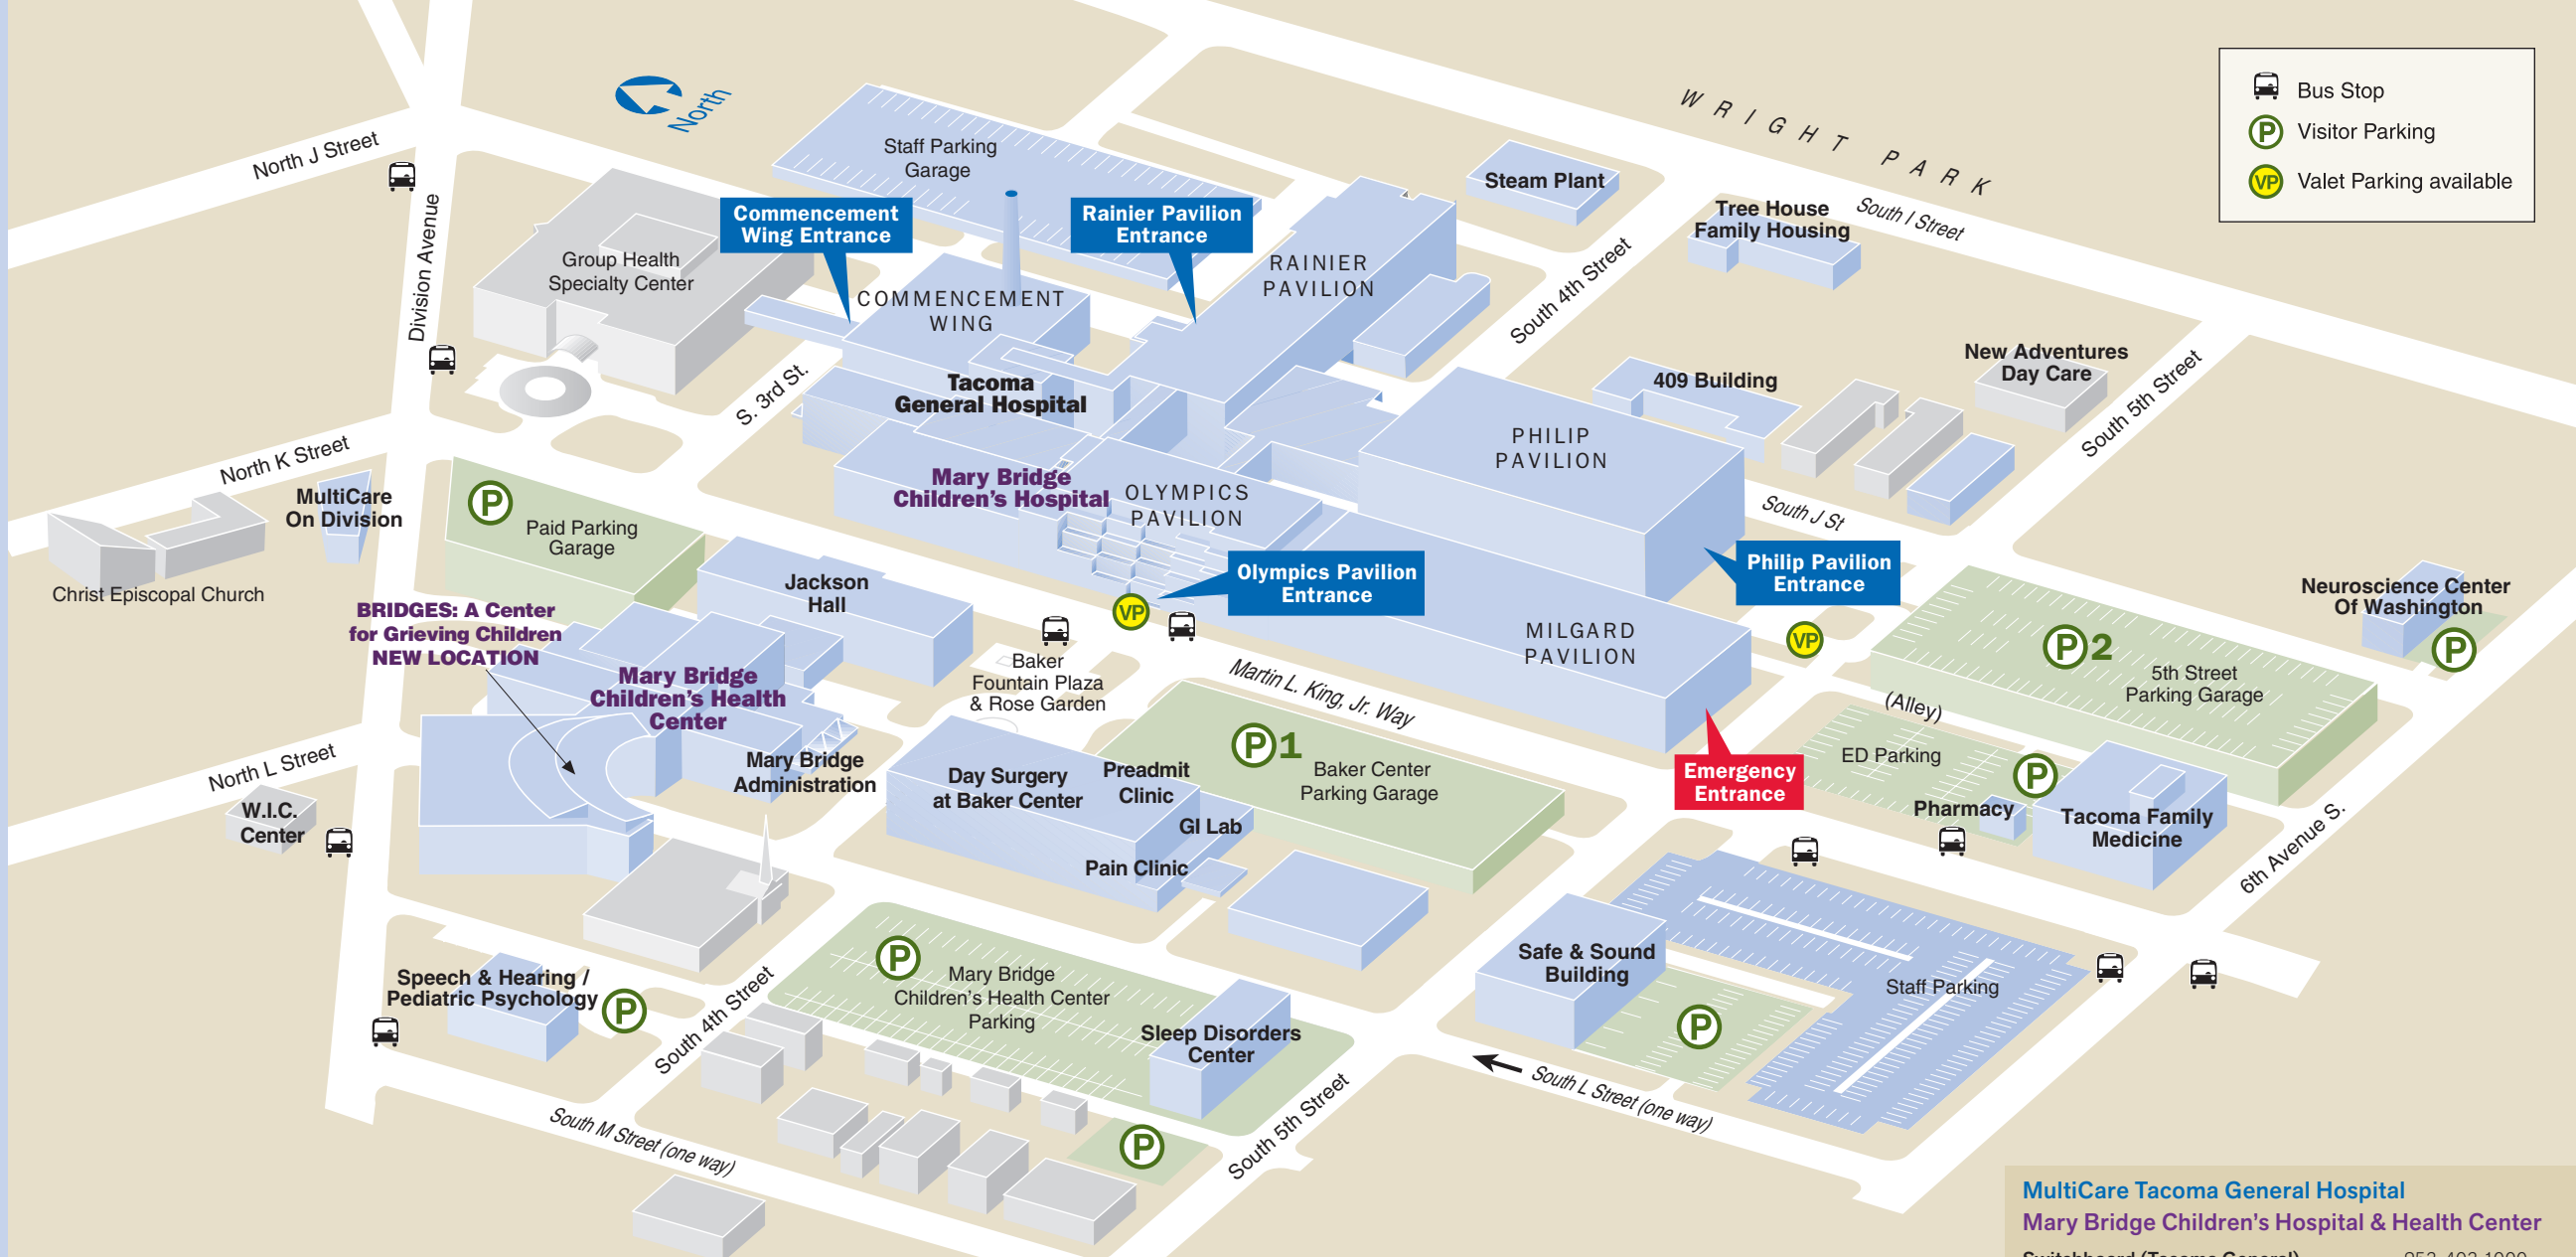 North
WRIGHT PARK
Bus Stop
P
Visitor Parking
VP
Valet Parking available
North J Street
Division Avenue
Staff Parking
Garage
Commencement
Wing Entrance
Rainier Pavilion
Entrance
Steam Plant
Tree House
Family Housing
South I Street
South 4th Street
Group Health
Specialty Center
COMMENCEMENT
WING
RAINIER
PAVILION
S. 3rd St.
Tacoma
General Hospital
409 Building
New Adventures
Day Care
South 5th Street
North K Street
MultiCare
On Division
Christ Episcopal Church
P
Paid Parking
Garage
Mary Bridge
Children's Hospital
OLYMPICS
PAVILION
PHILIP
PAVILION
South J St
Jackson
Hall
Olympics Pavilion
Entrance
VP
Philip Pavilion
Entrance
VP
Neuroscience Center
Of Washington
P
BRIDGES: A Center
for Grieving Children
NEW LOCATION
Mary Bridge
Children's Health
Center
Baker
Fountain Plaza
& Rose Garden
Martin L. King, Jr. Way
MILGARD
PAVILION
P2
5th Street
Parking Garage
(Alley)
North L Street
W.I.C.
Center
Mary Bridge
Administration
Day Surgery
at Baker Center
Preadmit
Clinic
GI Lab
Pain Clinic
P1
Baker Center
Parking Garage
Emergency
Entrance
ED Parking
P
Pharmacy
Tacoma Family
Medicine
6th Avenue S.
Speech & Hearing /
Pediatric Psychology
P
South 4th Street
P
Mary Bridge
Children's Health Center
Parking
Sleep Disorders
Center
Safe & Sound
Building
P
Staff Parking
South L Street (one way)
South M Street (one way)
P
South 5th Street
MultiCare Tacoma General Hospital
Mary Bridge Children's Hospital & Health Center
Switchboard (Tacoma General) 253-403-1000